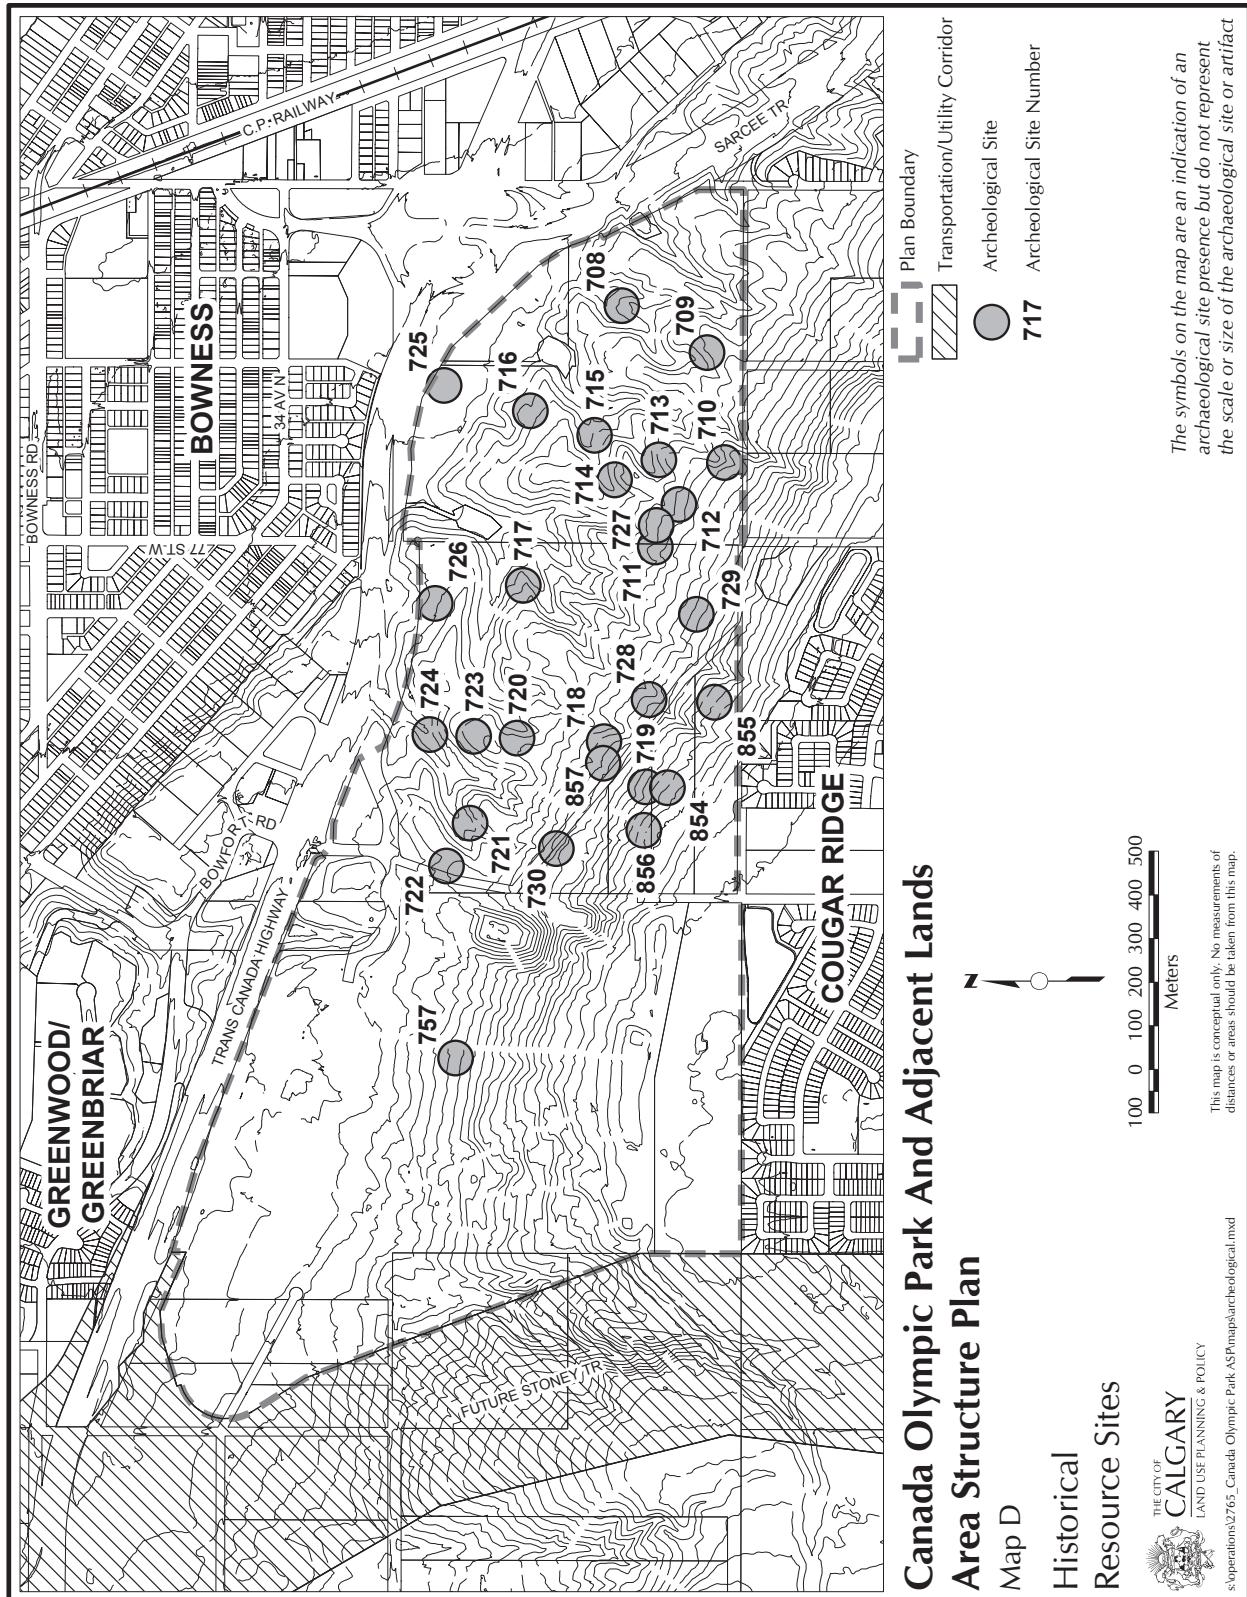 GREENWOOD/
GREENBRIAR
BOWNESS
BOWNESS RD
C.P. RAILWAY
34 AV N
77 ST W
BOWFORT RD
TRANS CANADA HIGHWAY
SARCEE TR
FUTURE STONEY TR
COUGAR RIDGE
757
722
721
730
724
723
720
718
857
719
856
854
728
855
729
726
717
711
727
712
714
715
713
710
716
725
708
709
Canada Olympic Park And Adjacent Lands
Area Structure Plan
Map D
Historical
Resource Sites
THE CITY OF
CALGARY
LAND USE PLANNING & POLICY
s:\operations\2765_Canada Olympic Park ASP\maps\archeological.mxd
N
100 0 100 200 300 400 500
Meters
This map is conceptual only. No measurements of
distances or areas should be taken from this map.
Plan Boundary
Transportation/Utility Corridor
Archeological Site
717 Archeological Site Number
The symbols on the map are an indication of an
archaeological site presence but do not represent
the scale or size of the archaeological site or artifact